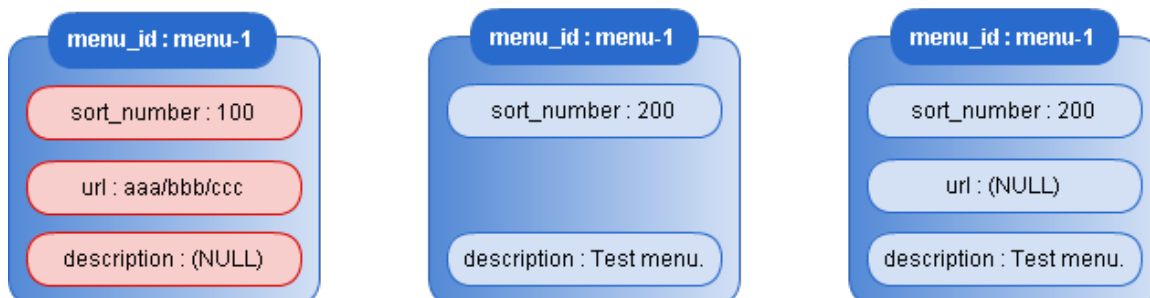 menu_id : menu-1
sort_number : 100
url : aaa/bbb/ccc
description : (NULL)
menu_id : menu-1
sort_number : 200
description : Test menu.
menu_id : menu-1
sort_number : 200
url : (NULL)
description : Test menu.